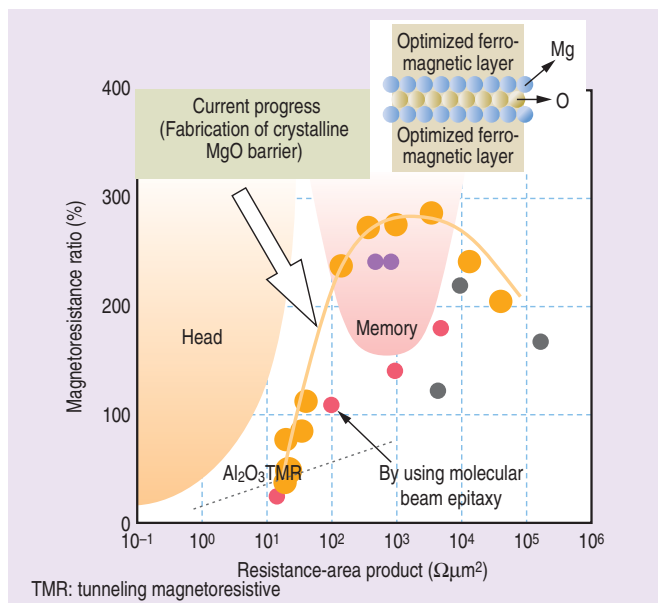 Optimized ferro-
magnetic layer
Mg
O
Optimized ferro-
magnetic layer
Current progress
(Fabrication of crystalline
MgO barrier)
Magnetoresistance ratio (%)
400
300
200
100
0
Head
Memory
Al₂O₃TMR
By using molecular
beam epitaxy
10⁻¹ 10⁰ 10¹ 10² 10³ 10⁴ 10⁵ 10⁶
Resistance-area product (Ωμm²)
TMR: tunneling magnetoresistive